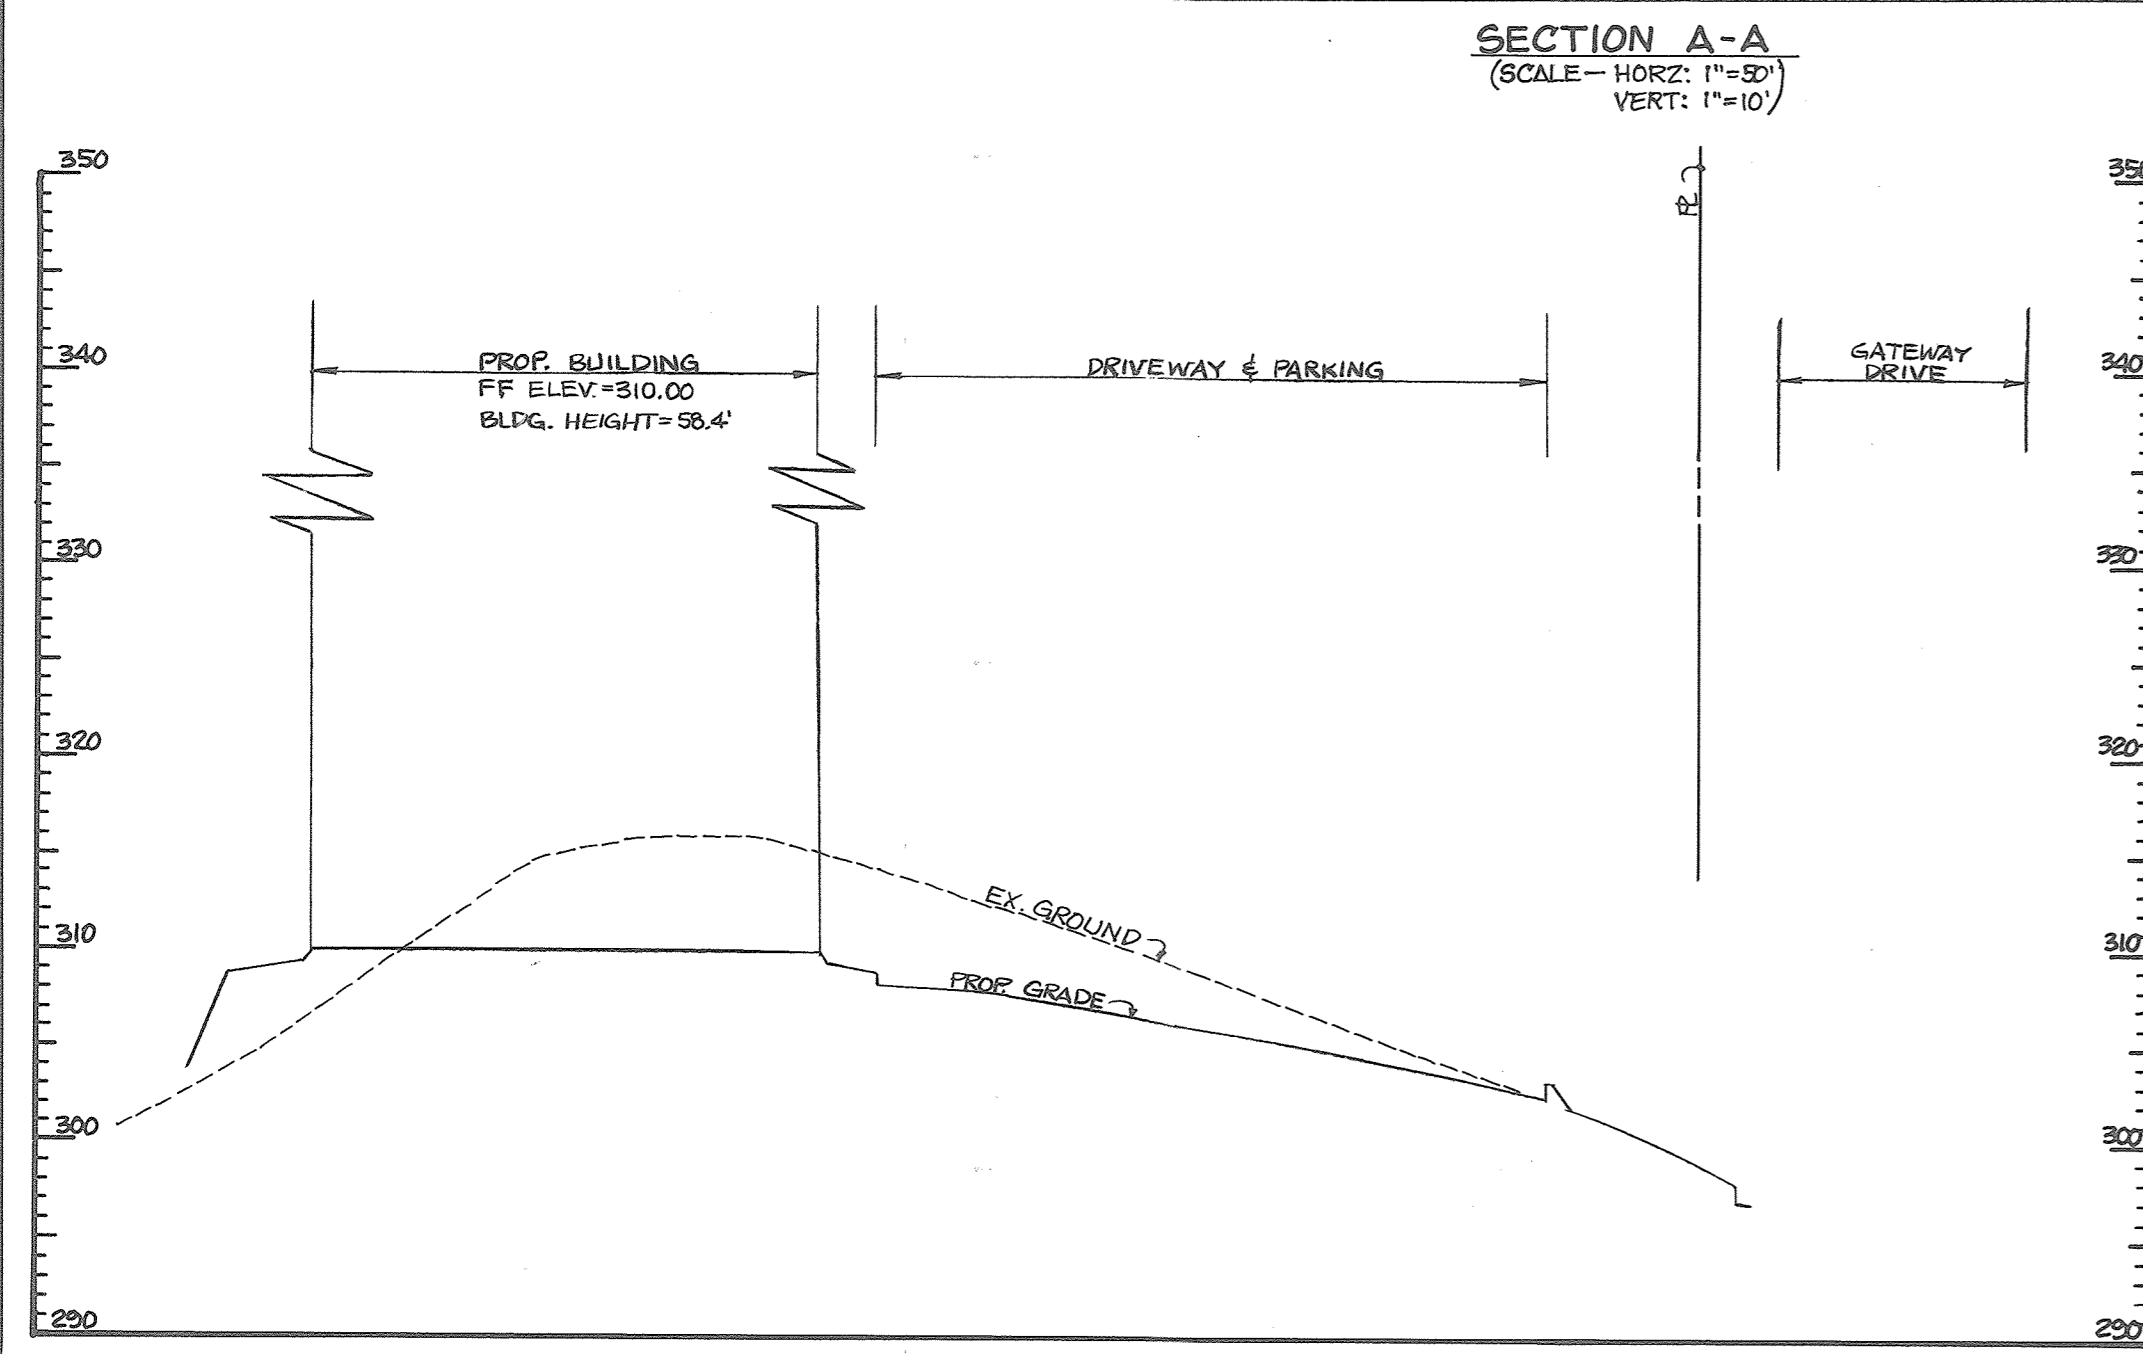 SECTION A-A
(SCALE - HORZ: 1"=50'
VERT: 1"=10')
350
340
330
320
310
300
290
PL
PROP. BUILDING
FF ELEV.=310.00
BLDG. HEIGHT=58.4'
DRIVEWAY & PARKING
GATEWAY
DRIVE
EX. GROUND
PROP. GRADE
350
340
330
320
310
300
290